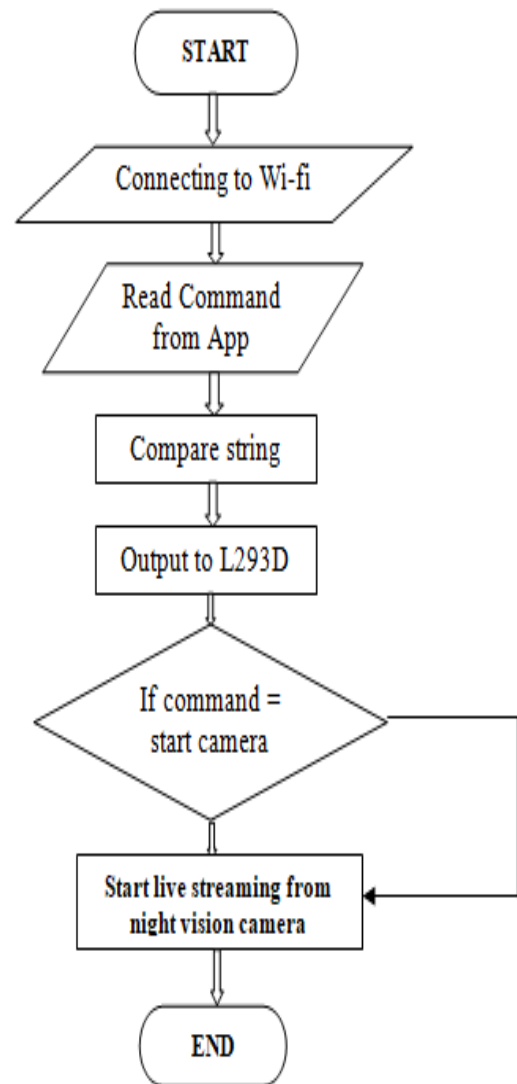 START
Connecting to Wi-fi
Read Command
from App
Compare string
Output to L293D
If command =
start camera
Start live streaming from
night vision camera
END